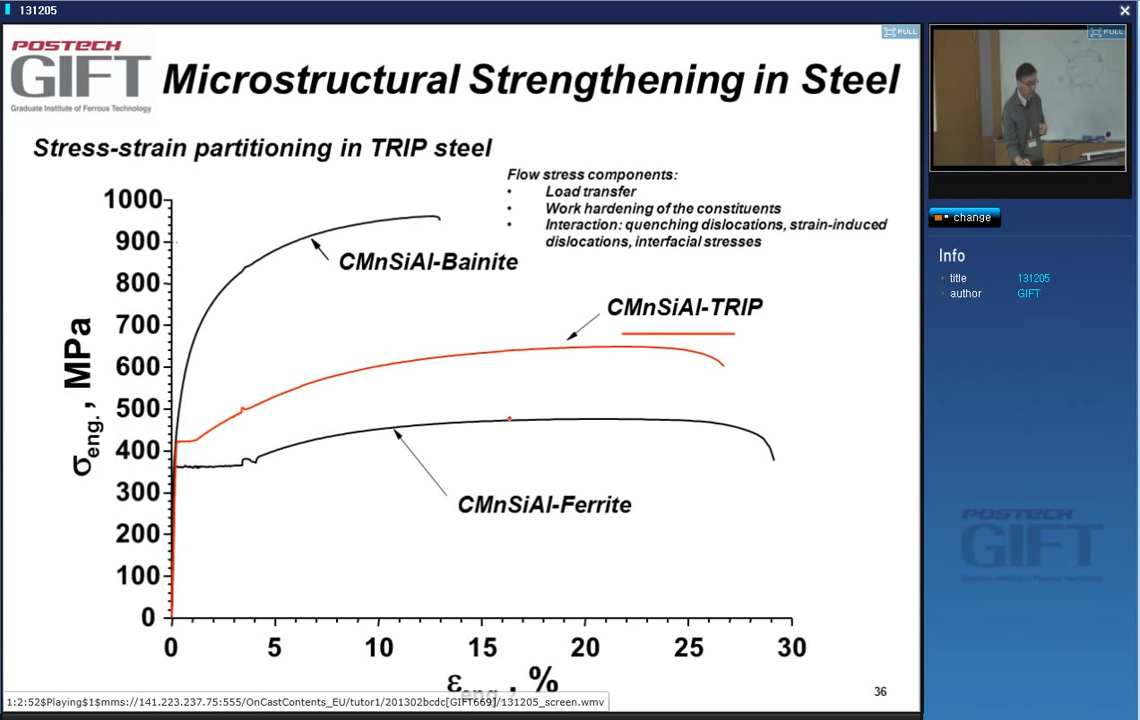 131205
FULL
FULL
POSTECH
GIFT
Graduate Institute of Ferrous Technology
Microstructural Strengthening in Steel
Stress-strain partitioning in TRIP steel
Flow stress components:
• Load transfer
• Work hardening of the constituents
• Interaction: quenching dislocations, strain-induced
dislocations, interfacial stresses
1000
900
800
700
600
500
400
300
200
100
0
σeng. , MPa
CMnSiAl-Bainite
CMnSiAl-TRIP
CMnSiAl-Ferrite
0 5 10 15 20 25 30
εeng. , %
36
1:2:52$Playing$1$mms://141.223.237.75:555/OnCastContents_EU/tutor1/201302bcdc[GIFT669]/131205_screen.wmv
change
Info
title 131205
author GIFT
POSTECH
GIFT